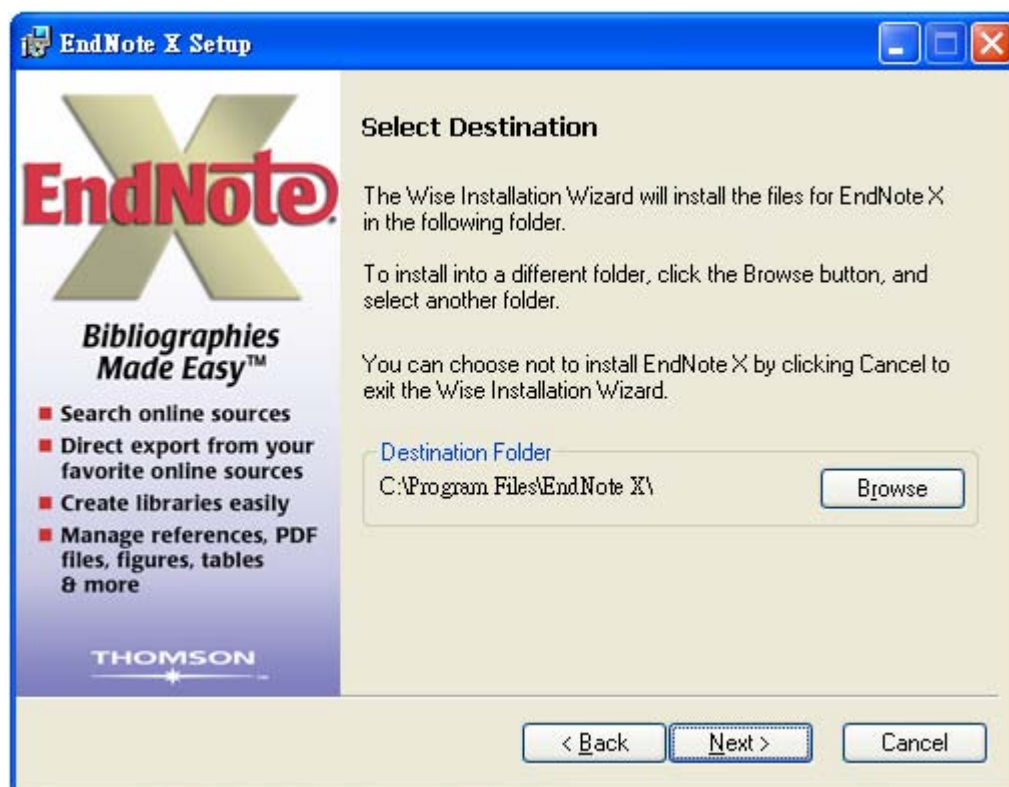 EndNote X Setup
EndNote
Bibliographies
Made Easy™
Search online sources
Direct export from your
favorite online sources
Create libraries easily
Manage references, PDF
files, figures, tables
& more
THOMSON
Select Destination
The Wise Installation Wizard will install the files for EndNote X
in the following folder.
To install into a different folder, click the Browse button, and
select another folder.
You can choose not to install EndNote X by clicking Cancel to
exit the Wise Installation Wizard.
Destination Folder
C:\Program Files\EndNote X\
Browse
< Back
Next >
Cancel